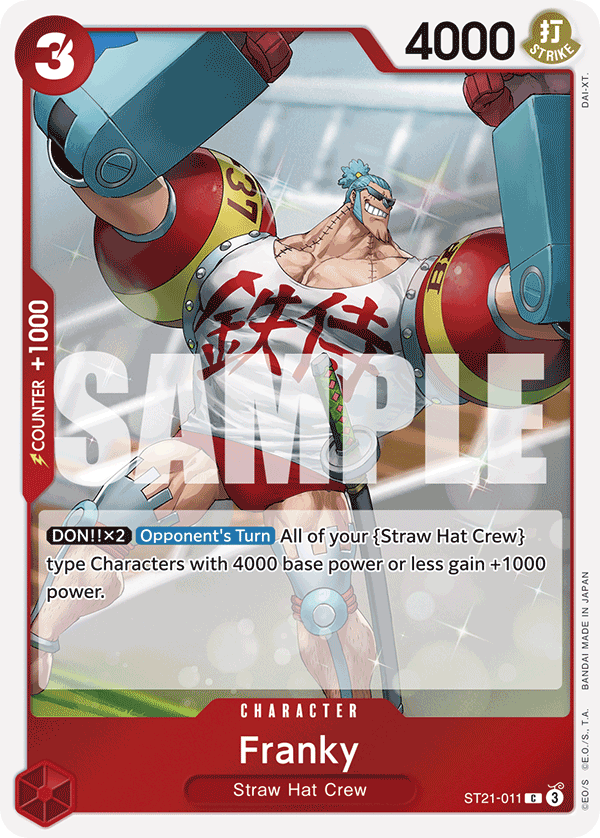 3
4000
打
STRIKE
DAI-XT.
37
鉄侍
COUNTER +1000
SAMPLE
DON!!×2 Opponent's Turn All of your {Straw Hat Crew}
type Characters with 4000 base power or less gain +1000
power.
CHARACTER
Franky
Straw Hat Crew
ST21-011 C 3
©E.O/S ©E.O./S., T.A. BANDAI MADE IN JAPAN